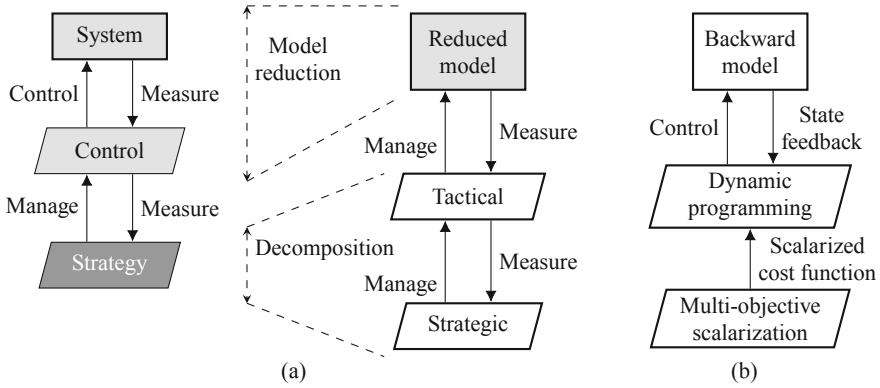 System
Control
Measure
Control
Manage
Measure
Strategy
Model
reduction
Decomposition
Reduced
model
Manage
Measure
Tactical
Manage
Measure
Strategic
(a)
Backward
model
Control
State
feedback
Dynamic
programming
Scalarized
cost function
Multi-objective
scalarization
(b)